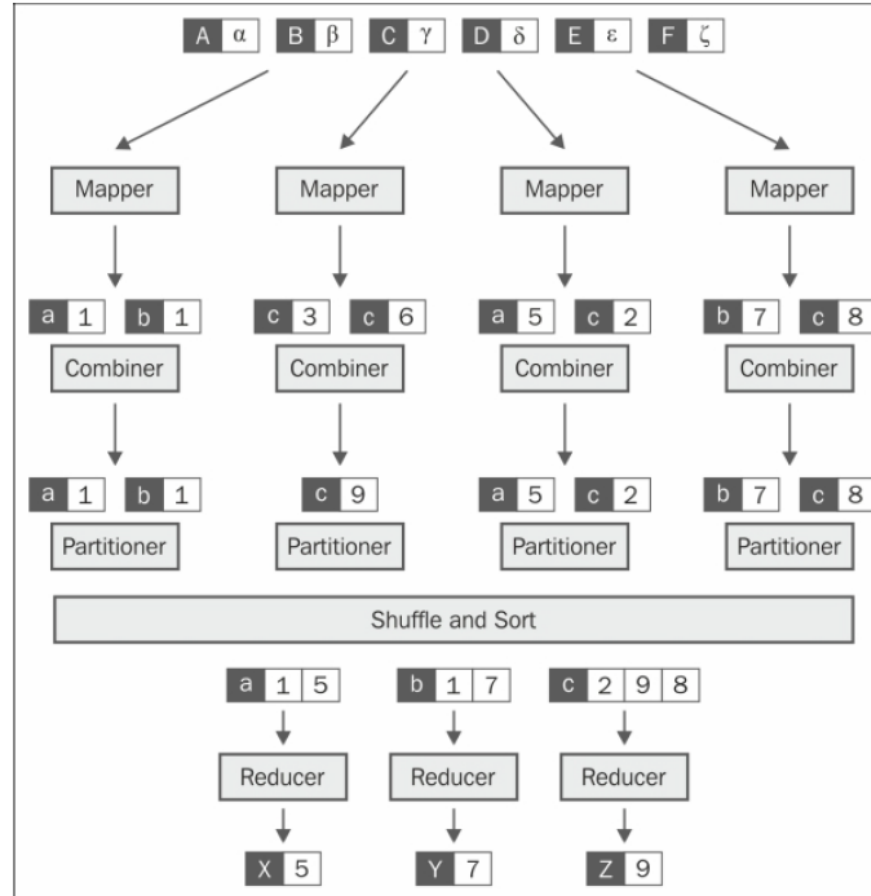 A α B β C γ D δ E ε F ζ
Mapper Mapper Mapper Mapper
a 1 b 1 c 3 c 6 a 5 c 2 b 7 c 8
Combiner Combiner Combiner Combiner
a 1 b 1 c 9 a 5 c 2 b 7 c 8
Partitioner Partitioner Partitioner Partitioner
Shuffle and Sort
a 1 5 b 1 7 c 2 9 8
Reducer Reducer Reducer
X 5 Y 7 Z 9